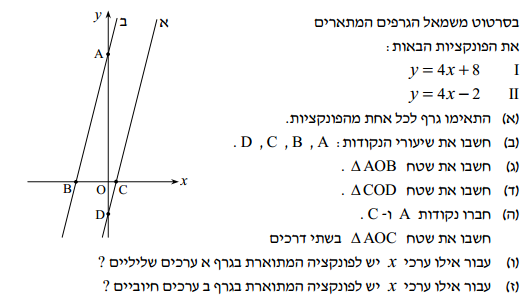 בסרטוט משמאל הגרפים המתארים
את הפונקציות הבאות:
I y = 4x + 8
II y = 4x − 2
(א) התאימו גרף לכל אחת מהפונקציות.
(ב) חשבו את שיעורי הנקודות: D , C , B , A .
(ג) חשבו את שטח ΔAOB .
(ד) חשבו את שטח ΔCOD .
(ה) חברו נקודות A ו- C .
חשבו את שטח ΔAOC בשתי דרכים
(ו) עבור אילו ערכי x יש לפונקציה המתוארת בגרף א ערכים שליליים ?
(ז) עבור אילו ערכי x יש לפונקציה המתוארת בגרף ב ערכים חיוביים ?
y
ב
א
A
B
O
C
x
D